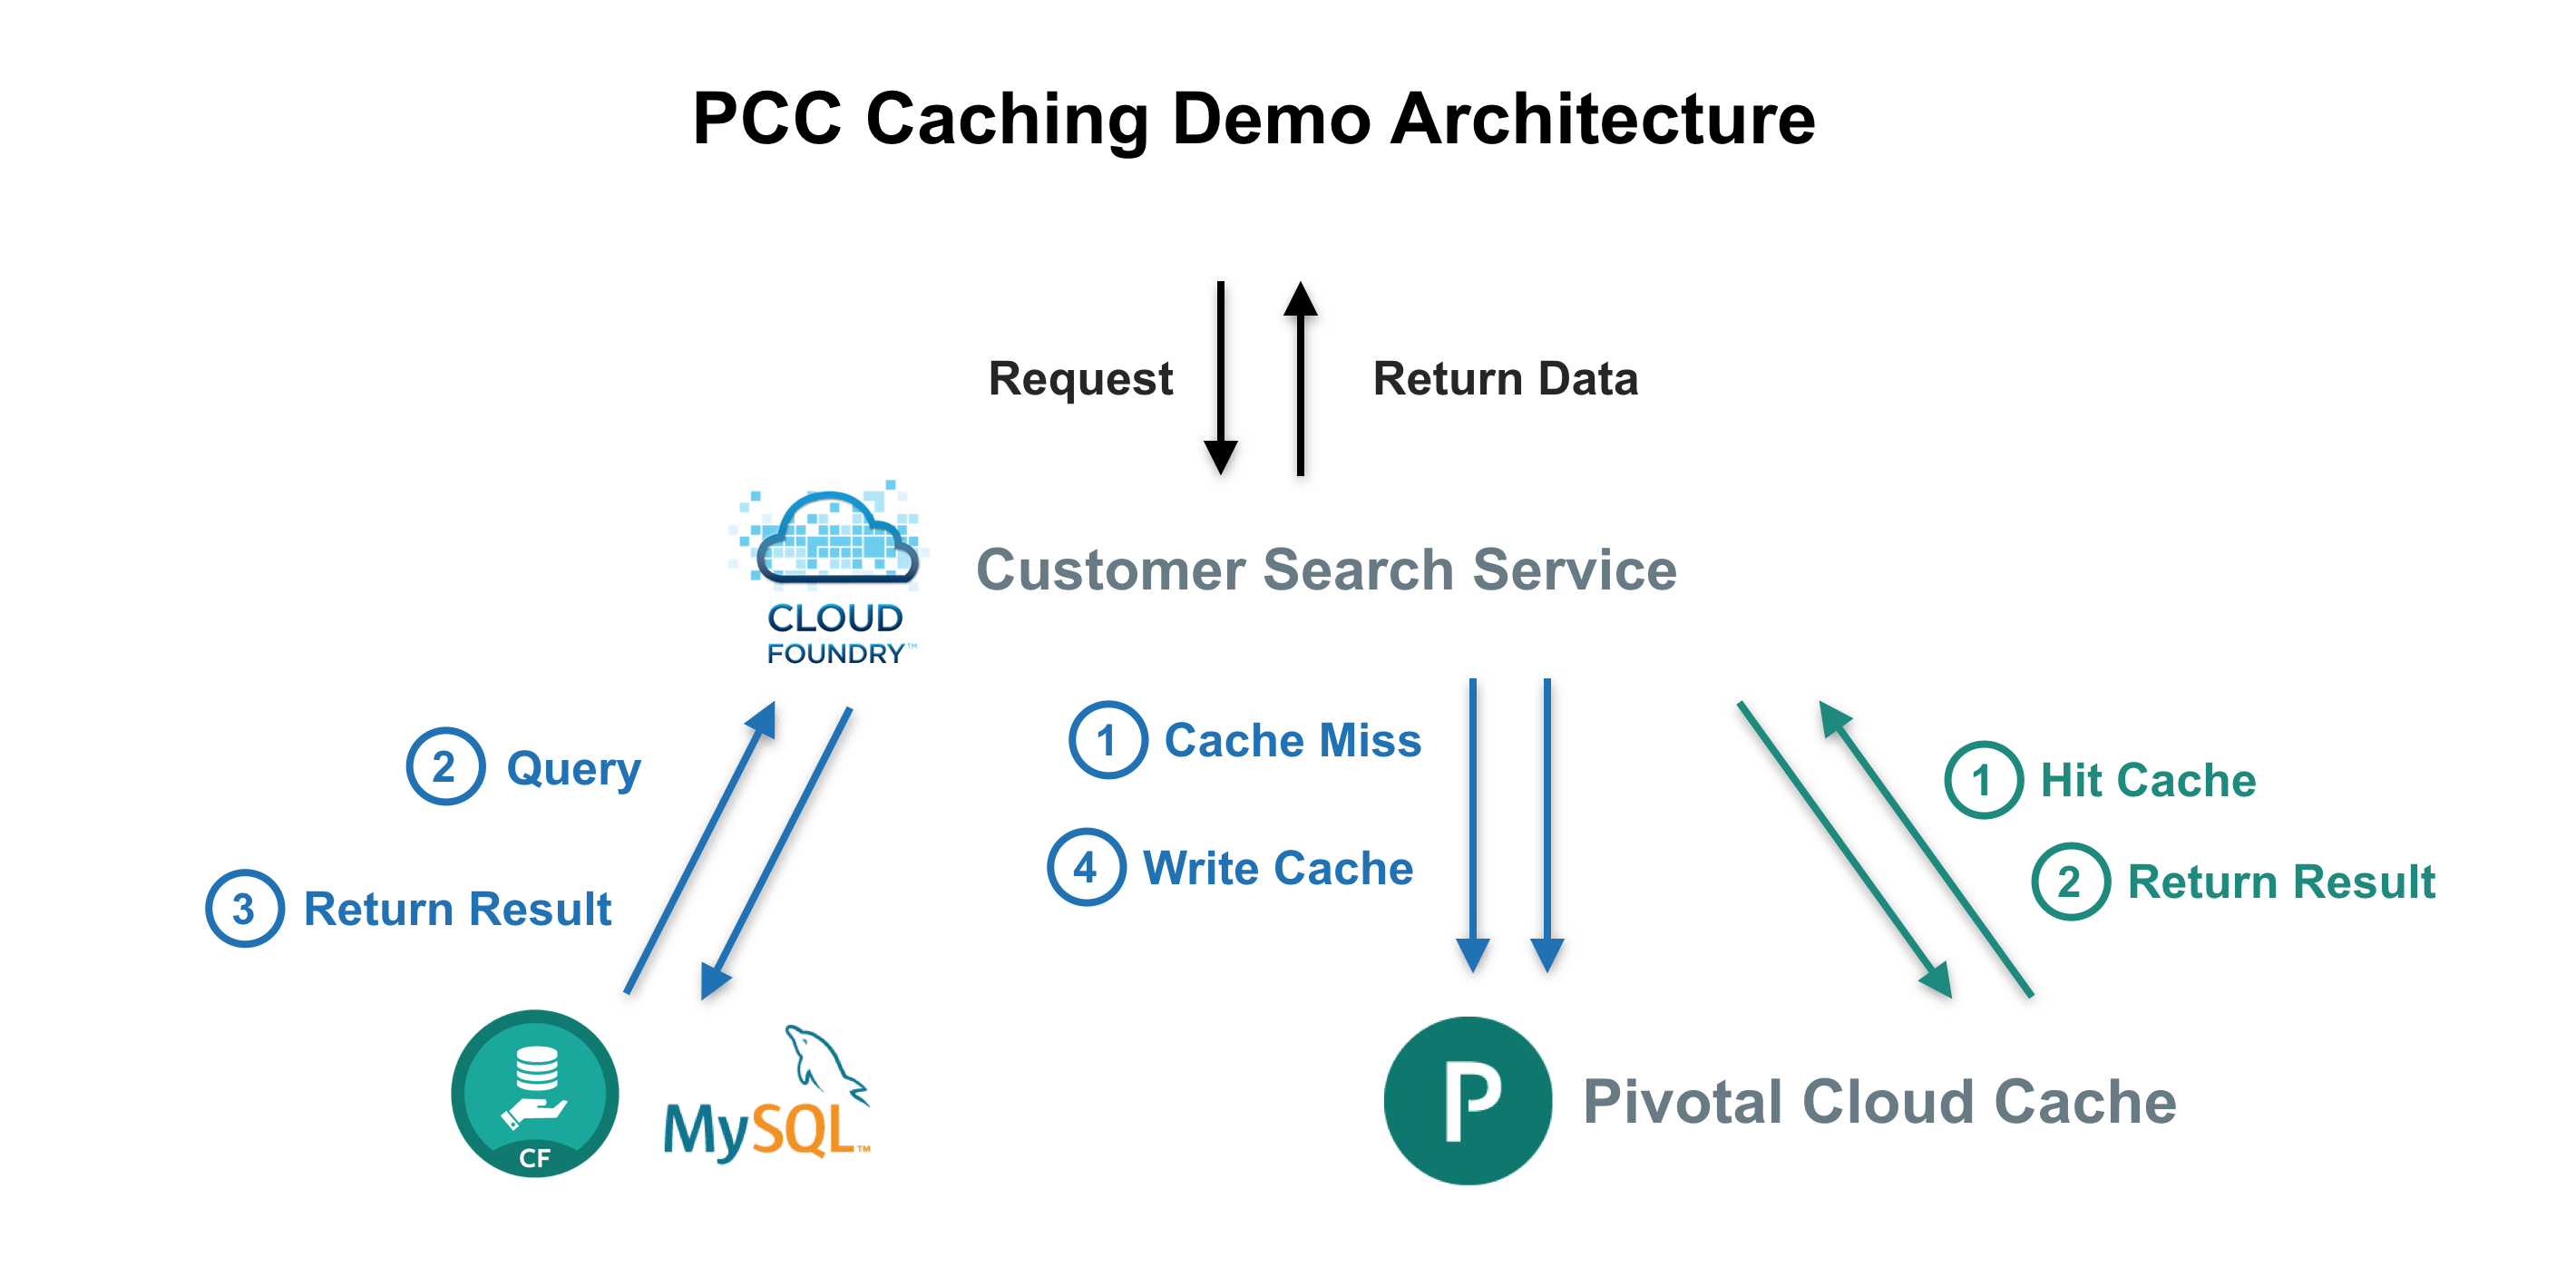 PCC Caching Demo Architecture
Request
Return Data
CLOUD
FOUNDRY™
Customer Search Service
2 Query
3 Return Result
1 Cache Miss
4 Write Cache
1 Hit Cache
2 Return Result
CF
MySQL™
P
Pivotal Cloud Cache